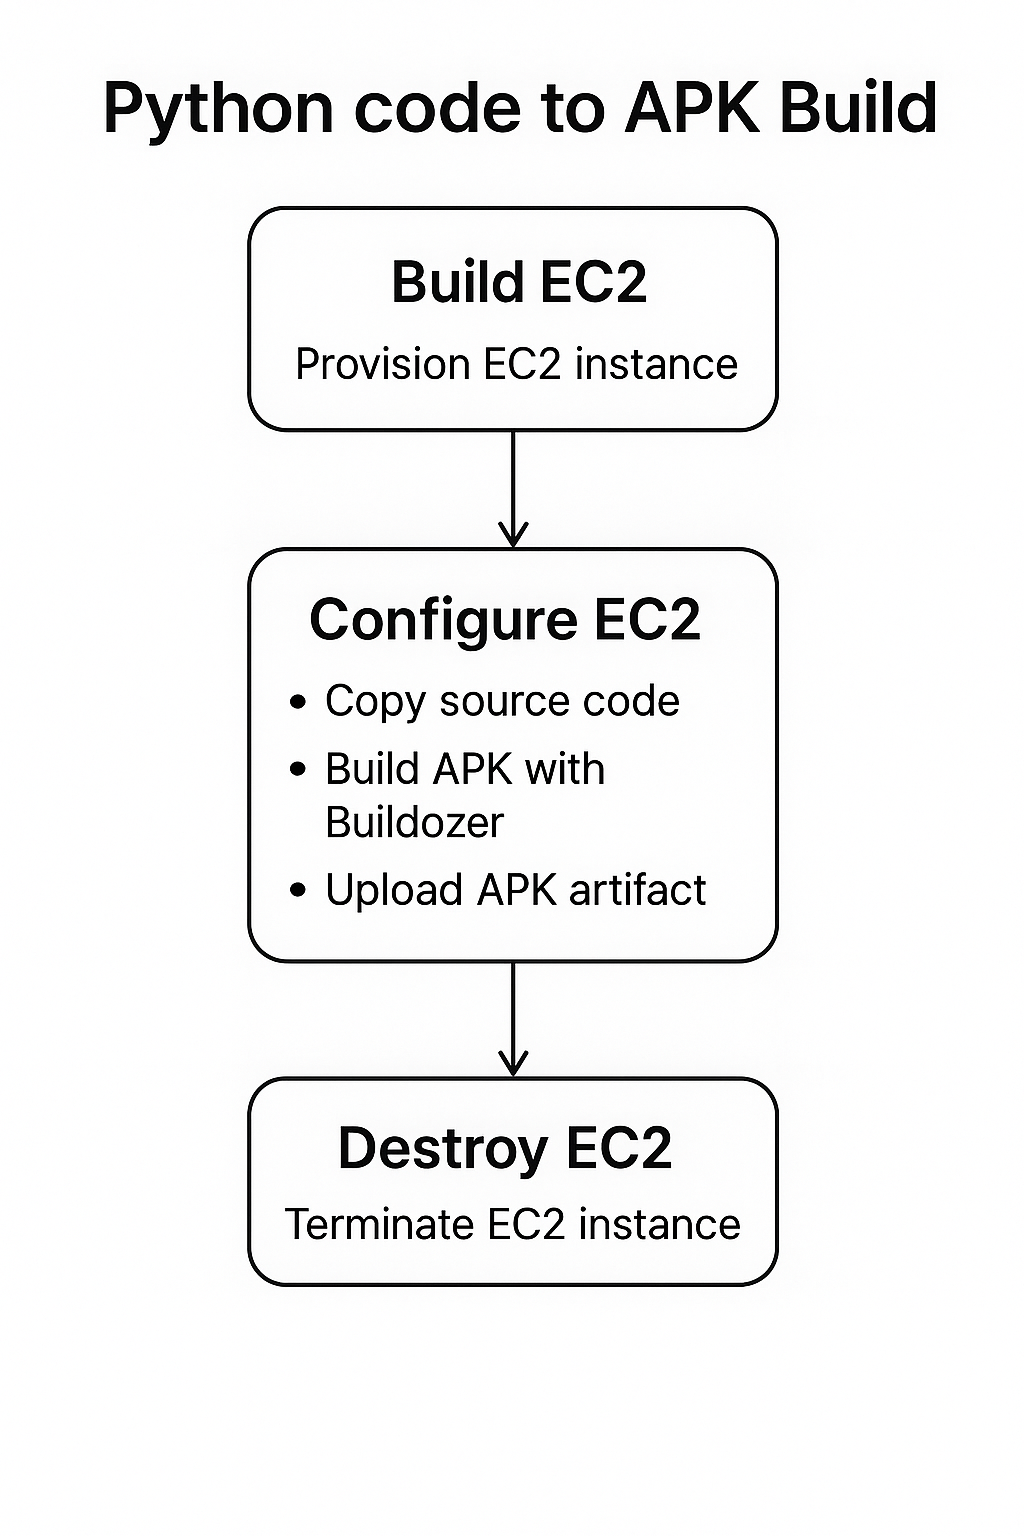 Python code to APK Build
Build EC2
Provision EC2 instance
Configure EC2
• Copy source code
• Build APK with
Buildozer
• Upload APK artifact
Destroy EC2
Terminate EC2 instance